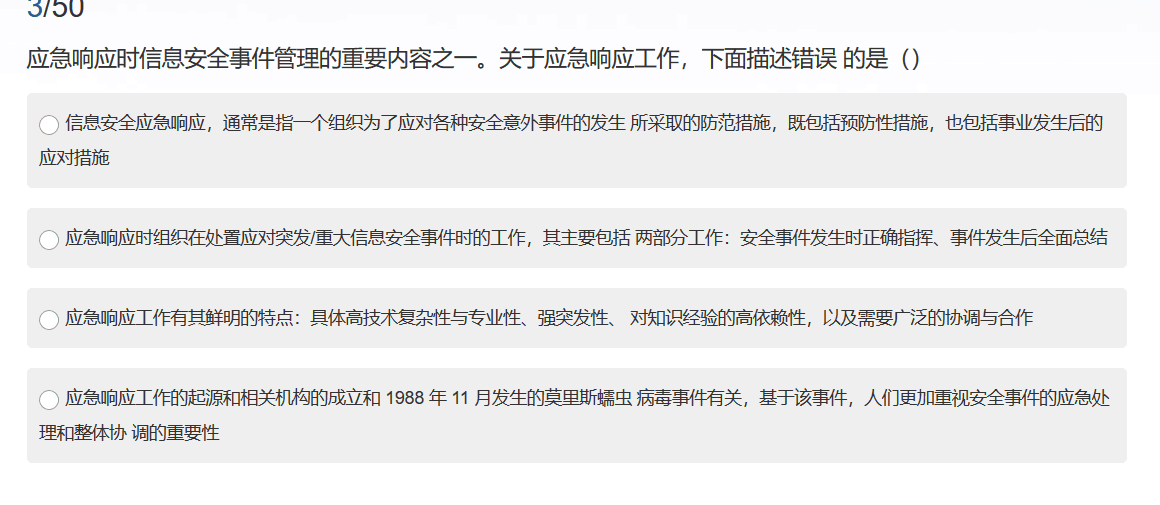 3/50
应急响应时信息安全事件管理的重要内容之一。关于应急响应工作，下面描述错误 的是（）
信息安全应急响应，通常是指一个组织为了应对各种安全意外事件的发生 所采取的防范措施，既包括预防性措施，也包括事业发生后的
应对措施
应急响应时组织在处置应对突发/重大信息安全事件时的工作，其主要包括 两部分工作：安全事件发生时正确指挥、事件发生后全面总结
应急响应工作有其鲜明的特点：具体高技术复杂性与专业性、强突发性、 对知识经验的高依赖性，以及需要广泛的协调与合作
应急响应工作的起源和相关机构的成立和 1988 年 11 月发生的莫里斯蠕虫 病毒事件有关，基于该事件，人们更加重视安全事件的应急处
理和整体协 调的重要性